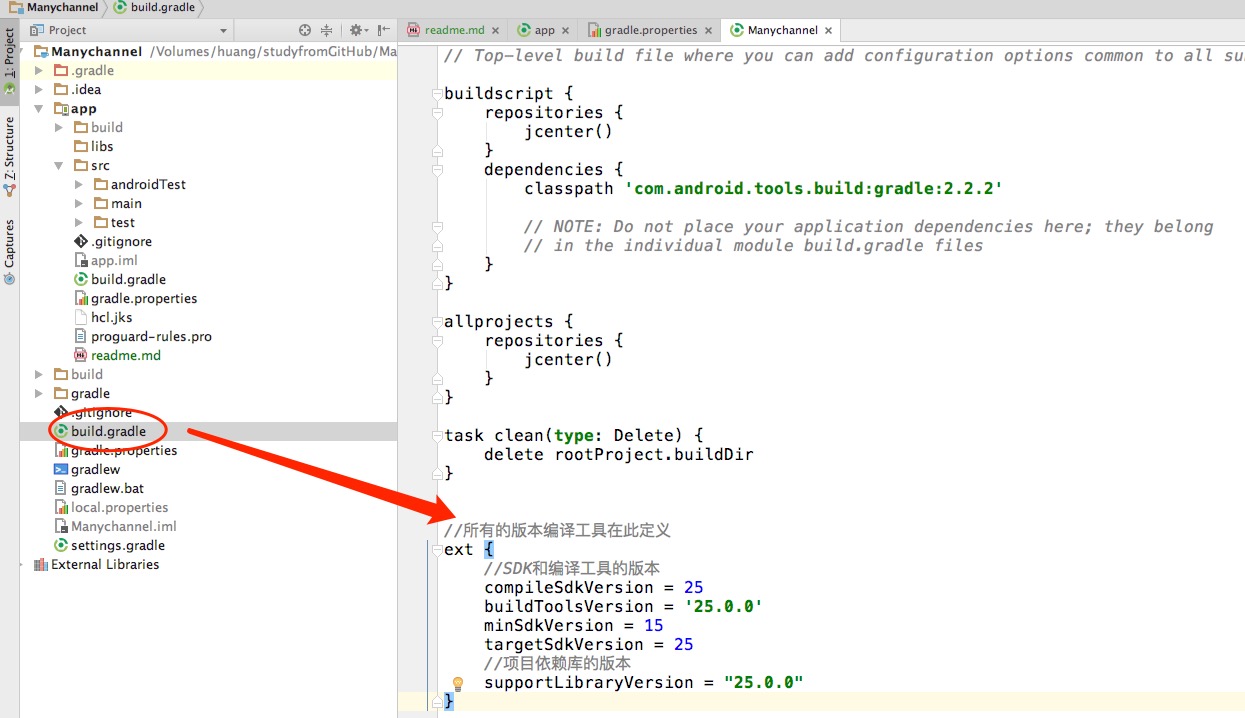 Manychannel
build.gradle
Project
readme.md
app
gradle.properties
Manychannel
1: Project
Z: Structure
Captures
Manychannel /Volumes/huang/studyfromGitHub/Ma
.gradle
.idea
app
build
libs
src
androidTest
main
test
.gitignore
app.iml
build.gradle
gradle.properties
hcl.jks
proguard-rules.pro
readme.md
build
gradle
.gitignore
build.gradle
gradle.properties
gradlew
gradlew.bat
local.properties
Manychannel.iml
settings.gradle
External Libraries
// Top-level build file where you can add configuration options common to all su
buildscript {
repositories {
jcenter()
}
dependencies {
classpath 'com.android.tools.build:gradle:2.2.2'
// NOTE: Do not place your application dependencies here; they belong
// in the individual module build.gradle files
}
}
allprojects {
repositories {
jcenter()
}
}
task clean(type: Delete) {
delete rootProject.buildDir
}
//所有的版本编译工具在此定义
ext {
//SDK和编译工具的版本
compileSdkVersion = 25
buildToolsVersion = '25.0.0'
minSdkVersion = 15
targetSdkVersion = 25
//项目依赖库的版本
supportLibraryVersion = "25.0.0"
}